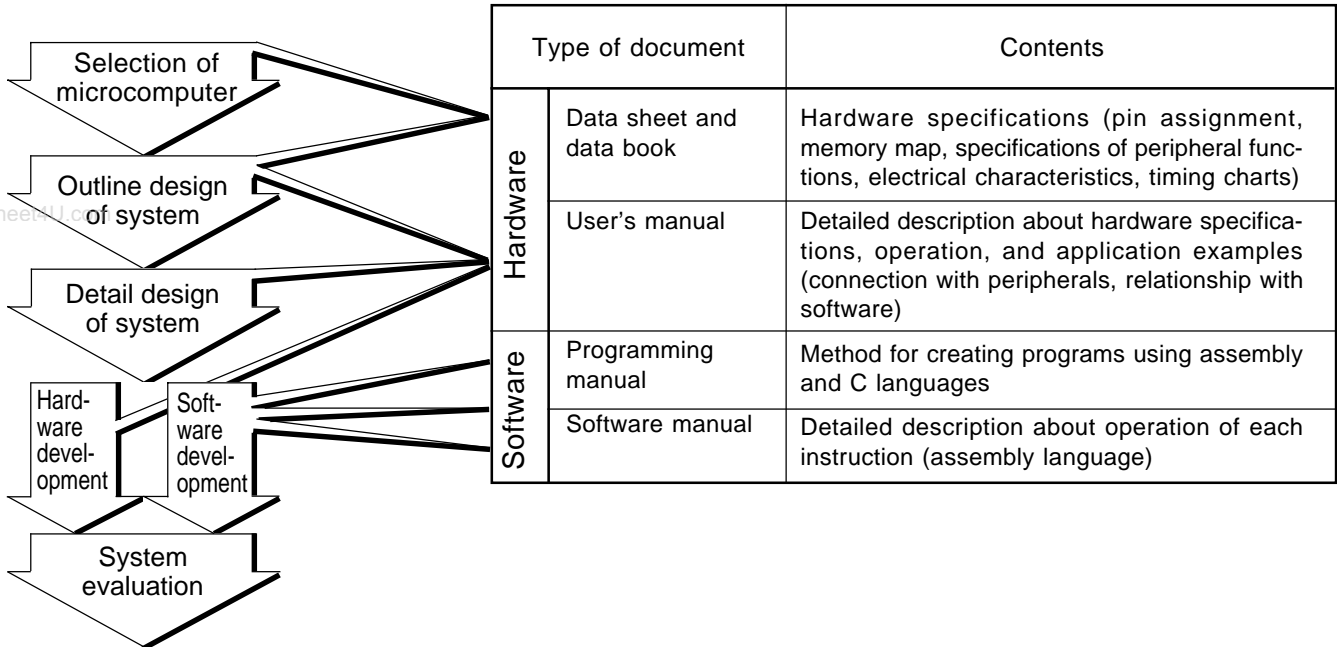 Selection of
microcomputer
Outline design
of system
Detail design
of system
Hard-
ware
devel-
opment
Soft-
ware
devel-
opment
System
evaluation
Type of document
Contents
Hardware
Data sheet and
data book
Hardware specifications (pin assignment,
memory map, specifications of peripheral func-
tions, electrical characteristics, timing charts)
User's manual
Detailed description about hardware specifica-
tions, operation, and application examples
(connection with peripherals, relationship with
software)
Software
Programming
manual
Method for creating programs using assembly
and C languages
Software manual
Detailed description about operation of each
instruction (assembly language)